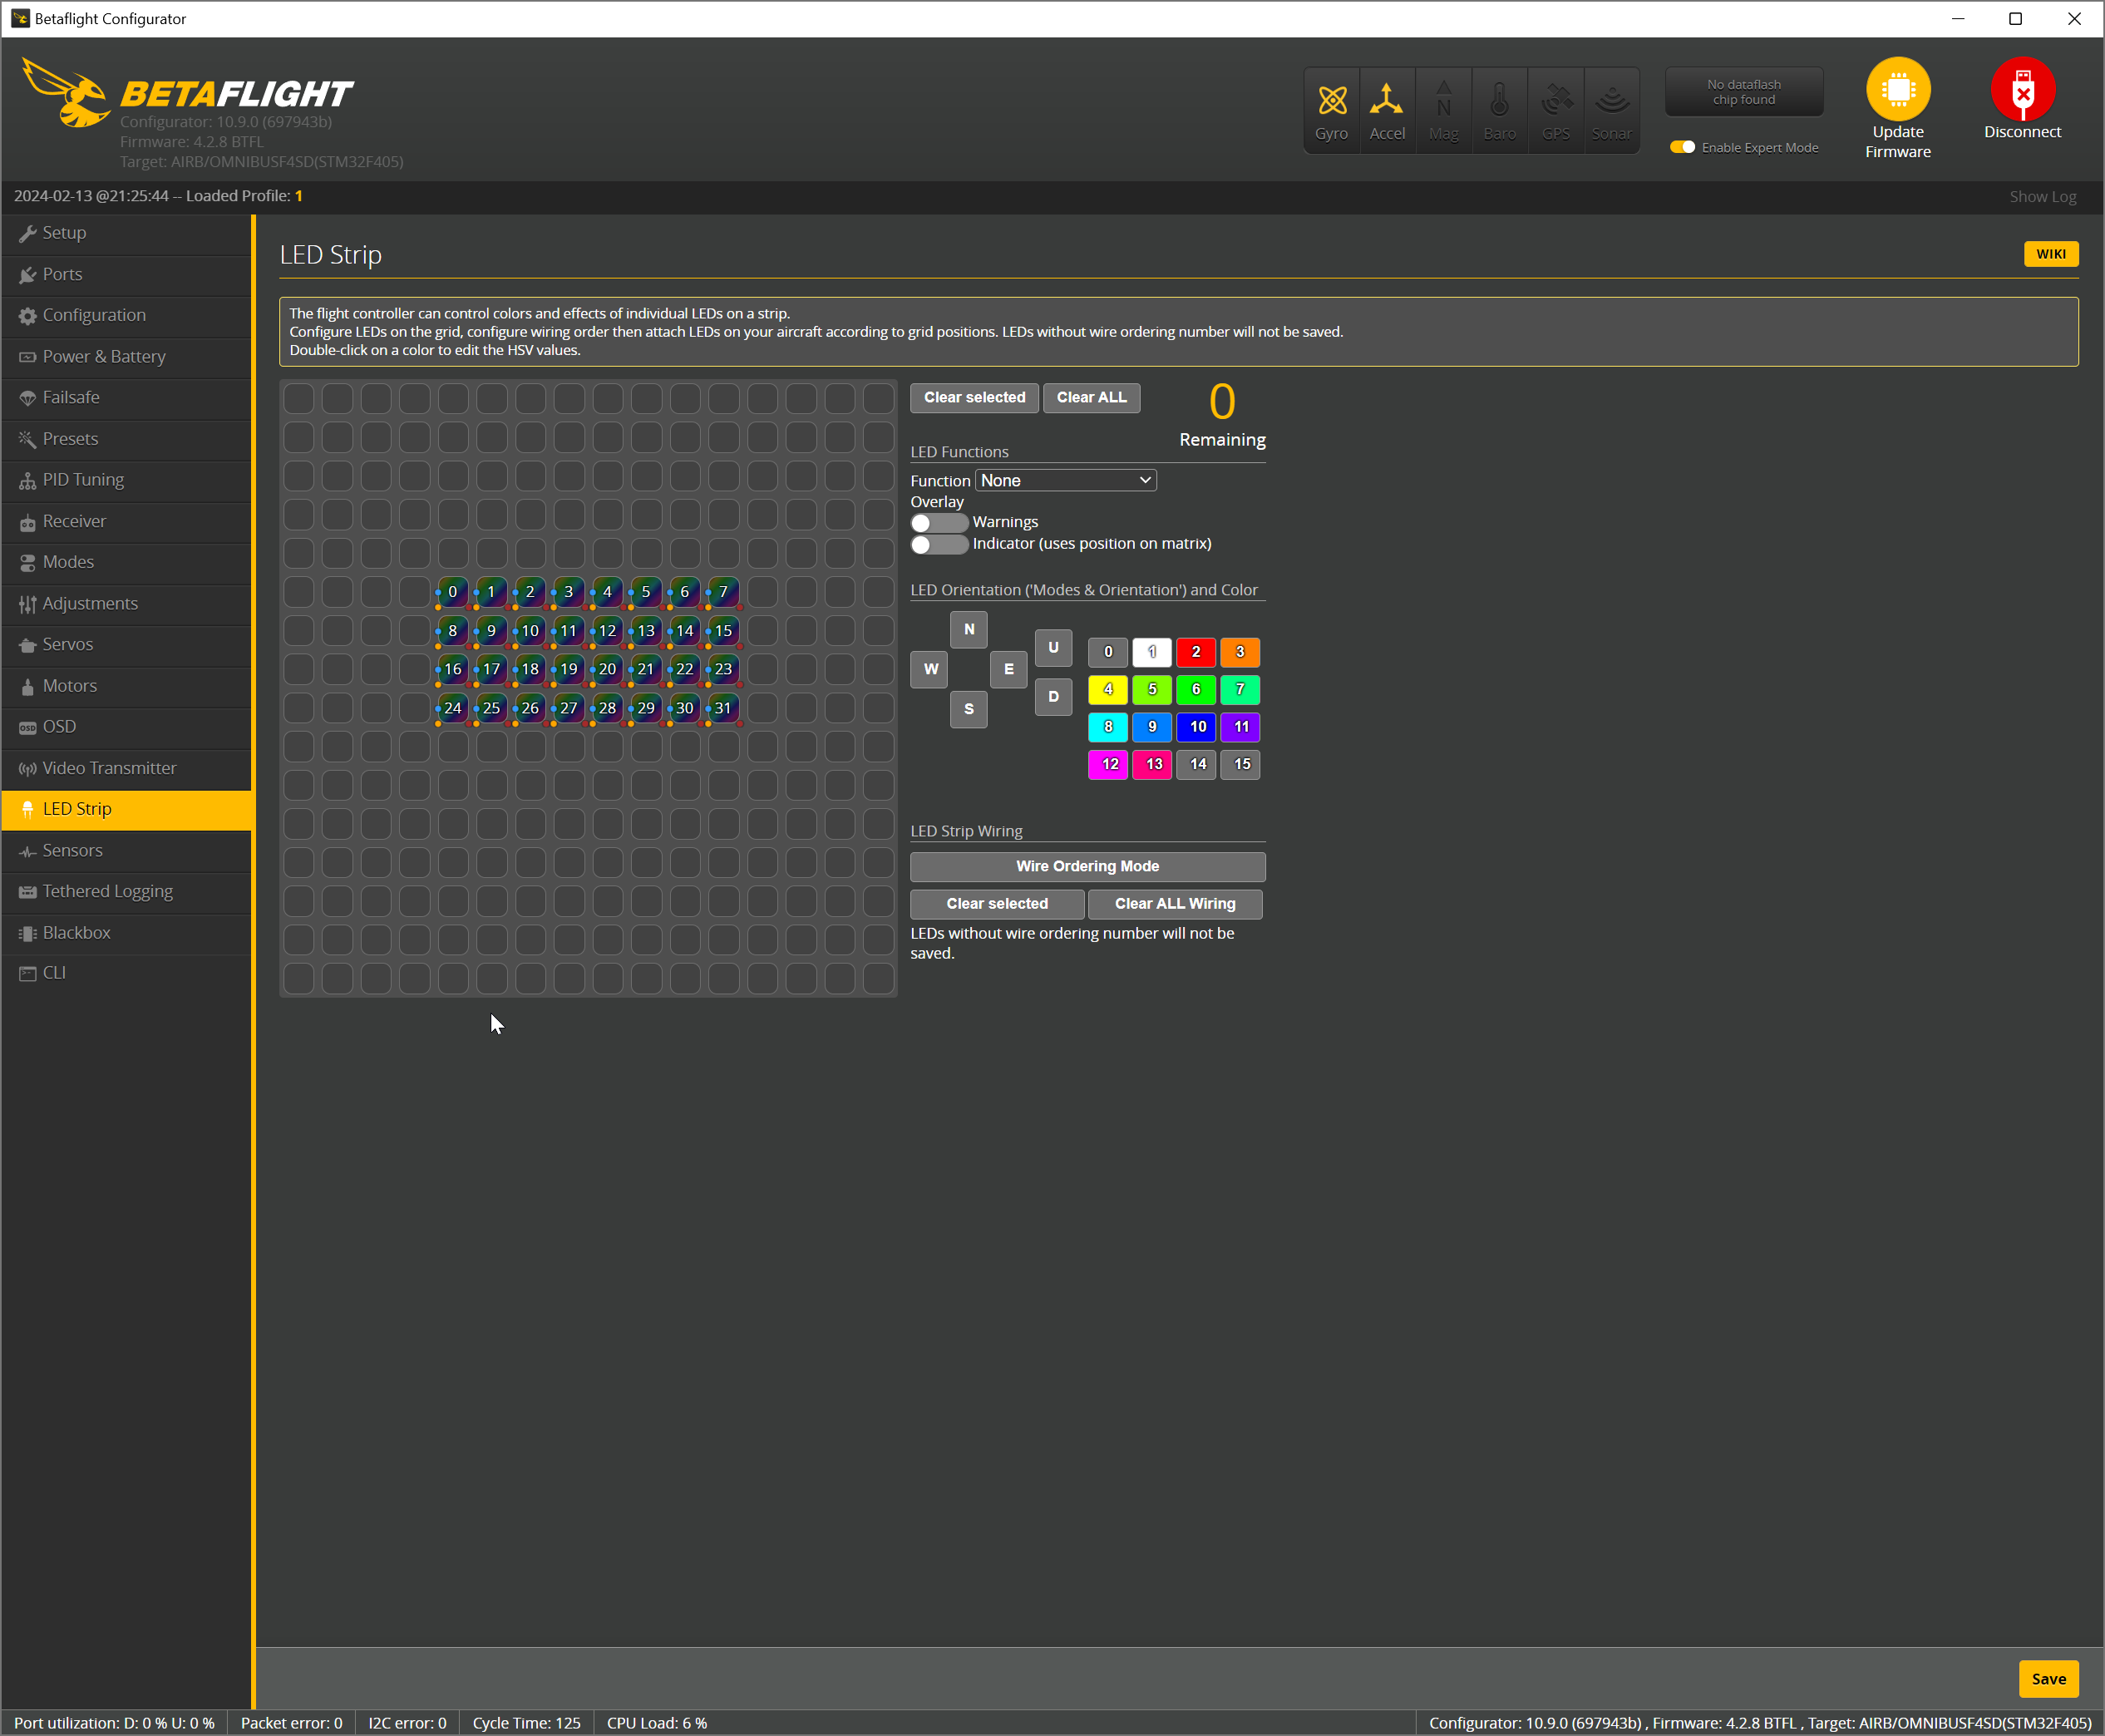 Betaflight Configurator
BETAFLIGHT
Configurator: 10.9.0 (697943b)
Firmware: 4.2.8 BTFL
Target: AIRB/OMNIBUSF4SD(STM32F405)
Gyro
Accel
Mag
Baro
GPS
Sonar
No dataflash
chip found
Enable Expert Mode
Update
Firmware
Disconnect
2024-02-13 @21:25:44 -- Loaded Profile: 1
Show Log
Setup
Ports
Configuration
Power & Battery
Failsafe
Presets
PID Tuning
Receiver
Modes
Adjustments
Servos
Motors
OSD
Video Transmitter
LED Strip
Sensors
Tethered Logging
Blackbox
CLI
LED Strip
WIKI
The flight controller can control colors and effects of individual LEDs on a strip.
Configure LEDs on the grid, configure wiring order then attach LEDs on your aircraft according to grid positions. LEDs without wire ordering number will not be saved.
Double-click on a color to edit the HSV values.
0 1 2 3 4 5 6 7
8 9 10 11 12 13 14 15
16 17 18 19 20 21 22 23
24 25 26 27 28 29 30 31
Clear selected
Clear ALL
0
Remaining
LED Functions
Function None
Overlay
Warnings
Indicator (uses position on matrix)
LED Orientation ('Modes & Orientation') and Color
N
W
E
S
U
D
0 1 2 3
4 5 6 7
8 9 10 11
12 13 14 15
LED Strip Wiring
Wire Ordering Mode
Clear selected
Clear ALL Wiring
LEDs without wire ordering number will not be
saved.
Save
Port utilization: D: 0 % U: 0 %
Packet error: 0
I2C error: 0
Cycle Time: 125
CPU Load: 6 %
Configurator: 10.9.0 (697943b) , Firmware: 4.2.8 BTFL , Target: AIRB/OMNIBUSF4SD(STM32F405)